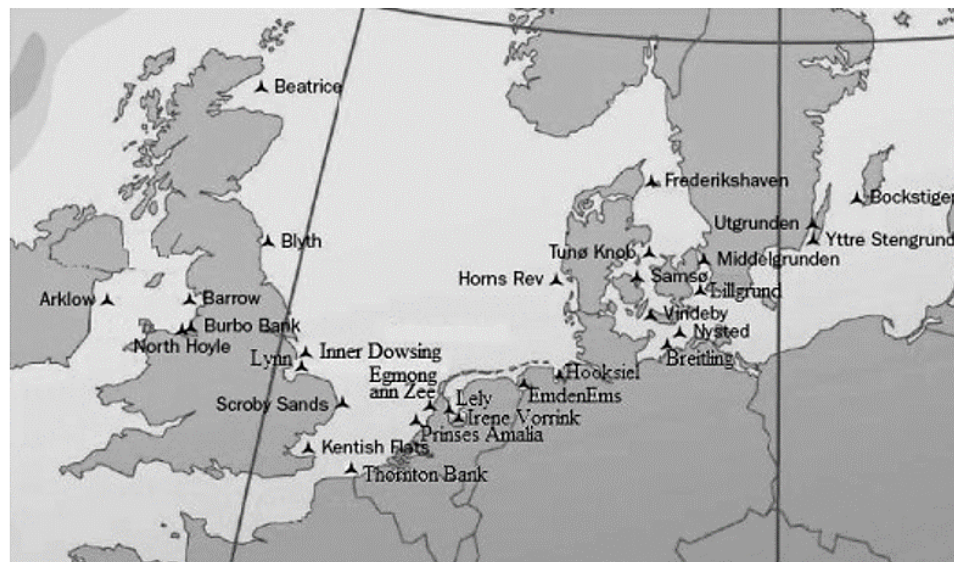 Beatrice
Frederikshaven
Bockstigen
Utgrunden
Blyth
Yttre Stengrund
Tunø Knob
Middelgrunden
Horns Rev
Samsø
Lillgrund
Arklow
Barrow
Vindeby
Burbo Bank
Nysted
North Hoyle
Inner Dowsing
Breitling
Lynn
Egmong
ann Zee
Hooksiel
EmdenEms
Lely
Scroby Sands
Irene Vorrink
Prinses Amalia
Kentish Flats
Thornton Bank